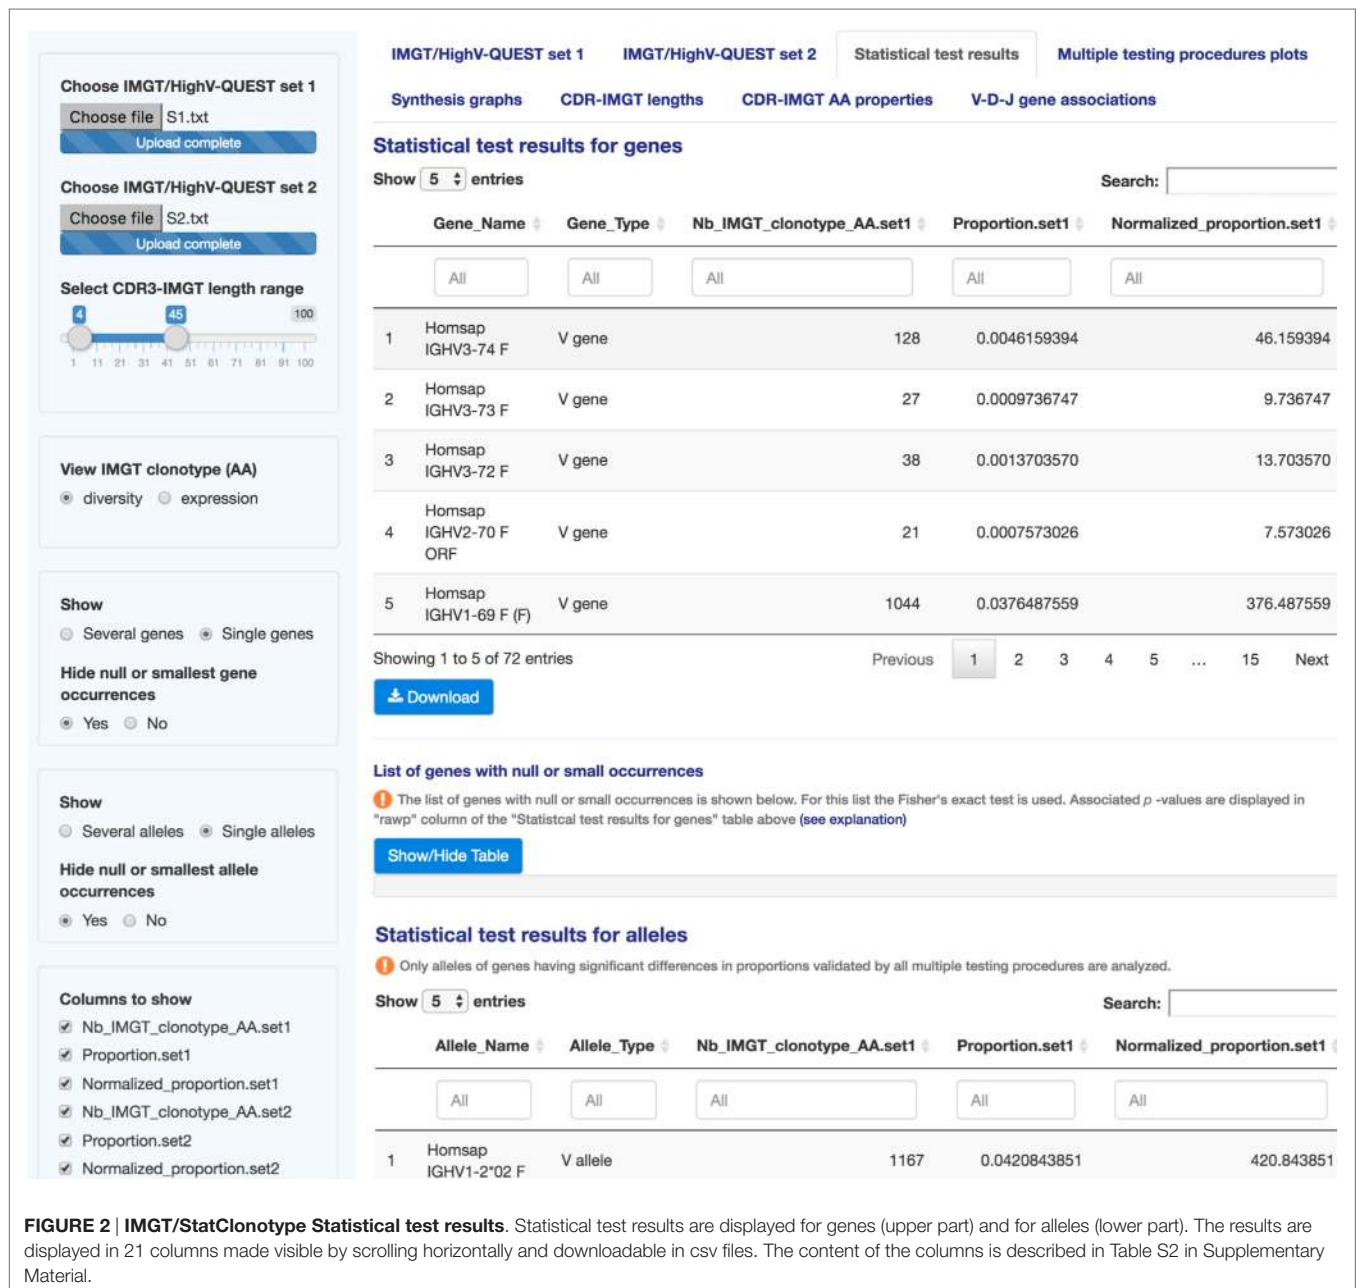 Choose IMGT/HighV-QUEST set 1
Choose file S1.txt
Upload complete
Choose IMGT/HighV-QUEST set 2
Choose file S2.txt
Upload complete
Select CDR3-IMGT length range
4 45 100
1 11 21 31 41 51 61 71 81 91 100
View IMGT clonotype (AA)
diversity expression
Show
Several genes Single genes
Hide null or smallest gene
occurrences
Yes No
Show
Several alleles Single alleles
Hide null or smallest allele
occurrences
Yes No
Columns to show
Nb_IMGT_clonotype_AA.set1
Proportion.set1
Normalized_proportion.set1
Nb_IMGT_clonotype_AA.set2
Proportion.set2
Normalized_proportion.set2
IMGT/HighV-QUEST set 1 IMGT/HighV-QUEST set 2 Statistical test results Multiple testing procedures plots
Synthesis graphs CDR-IMGT lengths CDR-IMGT AA properties V-D-J gene associations
Statistical test results for genes
Show 5 entries Search:
Gene_Name Gene_Type Nb_IMGT_clonotype_AA.set1 Proportion.set1 Normalized_proportion.set1
All All All All All
1 Homsap V gene 128 0.0046159394 46.159394
IGHV3-74 F
2 Homsap V gene 27 0.0009736747 9.736747
IGHV3-73 F
3 Homsap V gene 38 0.0013703570 13.703570
IGHV3-72 F
Homsap
4 IGHV2-70 F V gene 21 0.0007573026 7.573026
ORF
5 Homsap V gene 1044 0.0376487559 376.487559
IGHV1-69 F (F)
Showing 1 to 5 of 72 entries Previous 1 2 3 4 5 ... 15 Next
Download
List of genes with null or small occurrences
! The list of genes with null or small occurrences is shown below. For this list the Fisher's exact test is used. Associated p -values are displayed in
"rawp" column of the "Statistcal test results for genes" table above (see explanation)
Show/Hide Table
Statistical test results for alleles
! Only alleles of genes having significant differences in proportions validated by all multiple testing procedures are analyzed.
Show 5 entries Search:
Allele_Name Allele_Type Nb_IMGT_clonotype_AA.set1 Proportion.set1 Normalized_proportion.set1
All All All All All
1 Homsap V allele 1167 0.0420843851 420.843851
IGHV1-2*02 F
FIGURE 2 | IMGT/StatClonotype Statistical test results. Statistical test results are displayed for genes (upper part) and for alleles (lower part). The results are
displayed in 21 columns made visible by scrolling horizontally and downloadable in csv files. The content of the columns is described in Table S2 in Supplementary
Material.